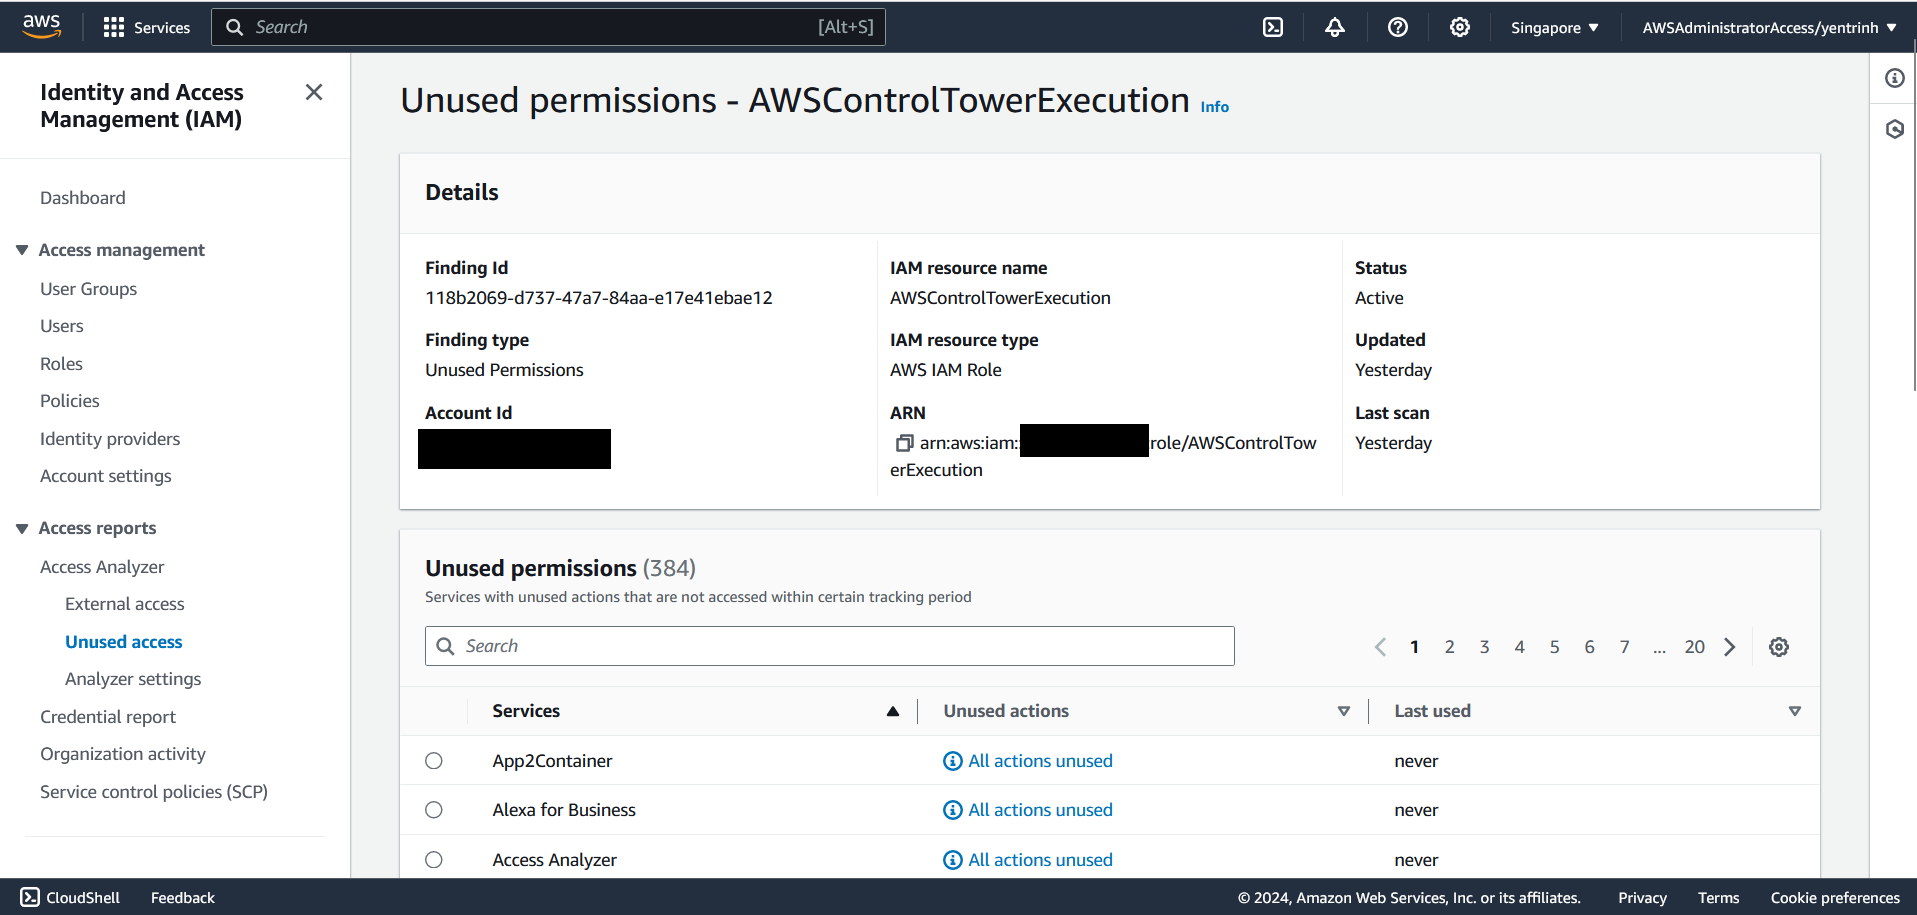 aws
Services
Search
[Alt+S]
Singapore
AWSAdministratorAccess/yentrinh
Identity and Access
Management (IAM)
Dashboard
Access management
User Groups
Users
Roles
Policies
Identity providers
Account settings
Access reports
Access Analyzer
External access
Unused access
Analyzer settings
Credential report
Organization activity
Service control policies (SCP)
Unused permissions - AWSControlTowerExecution Info
Details
Finding Id
118b2069-d737-47a7-84aa-e17e41ebae12
Finding type
Unused Permissions
Account Id
IAM resource name
AWSControlTowerExecution
IAM resource type
AWS IAM Role
ARN
arn:aws:iam: role/AWSControlTow
erExecution
Status
Active
Updated
Yesterday
Last scan
Yesterday
Unused permissions (384)
Services with unused actions that are not accessed within certain tracking period
Search
1 2 3 4 5 6 7 ... 20
Services Unused actions Last used
App2Container All actions unused never
Alexa for Business All actions unused never
Access Analyzer All actions unused never
CloudShell Feedback © 2024, Amazon Web Services, Inc. or its affiliates. Privacy Terms Cookie preferences